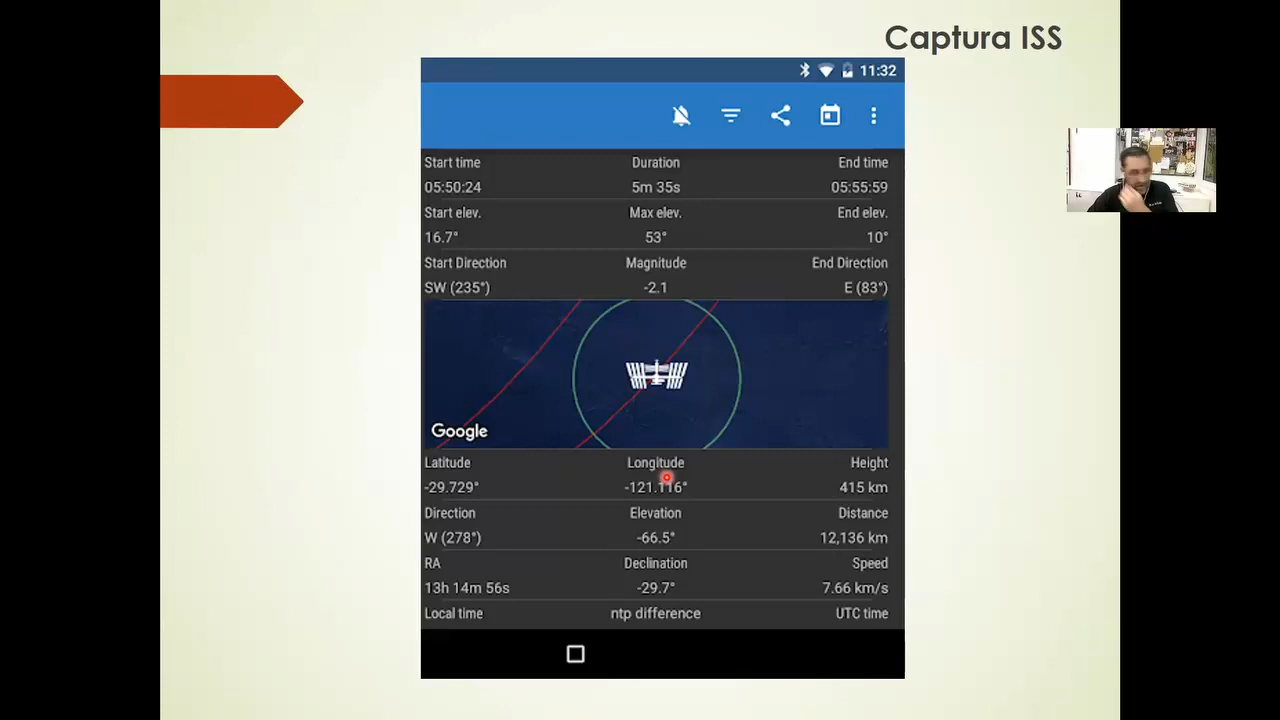 Captura ISS
11:32
Start time Duration End time
05:50:24 5m 35s 05:55:59
Start elev. Max elev. End elev.
16.7° 53° 10°
Start Direction Magnitude End Direction
SW (235°) -2.1 E (83°)
Google
Latitude Longitude Height
-29.729° -121.116° 415 km
Direction Elevation Distance
W (278°) -66.5° 12,136 km
RA Declination Speed
13h 14m 56s -29.7° 7.66 km/s
Local time ntp difference UTC time